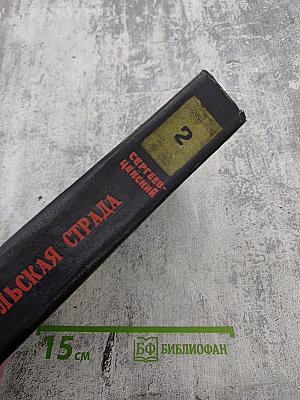 2
СЕРГЕЕВ-
ЦЕНСКИЙ
ЛЬСКАЯ СТРАДА
15 см
БФ БИБЛИОФАН